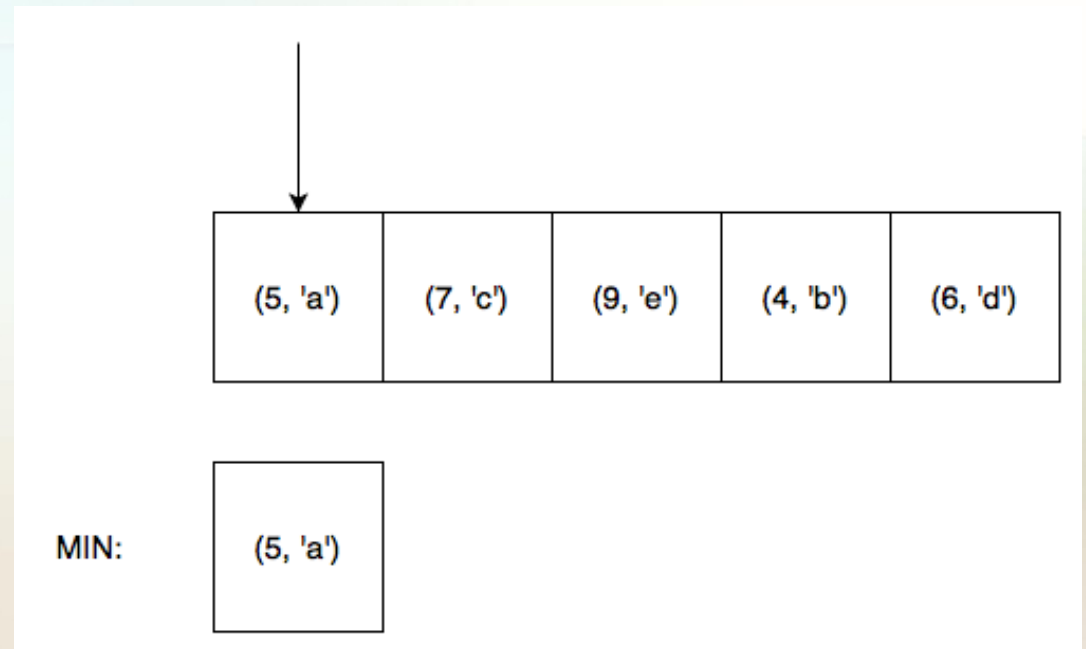 (5, 'a') (7, 'c') (9, 'e') (4, 'b') (6, 'd')
MIN: (5, 'a')